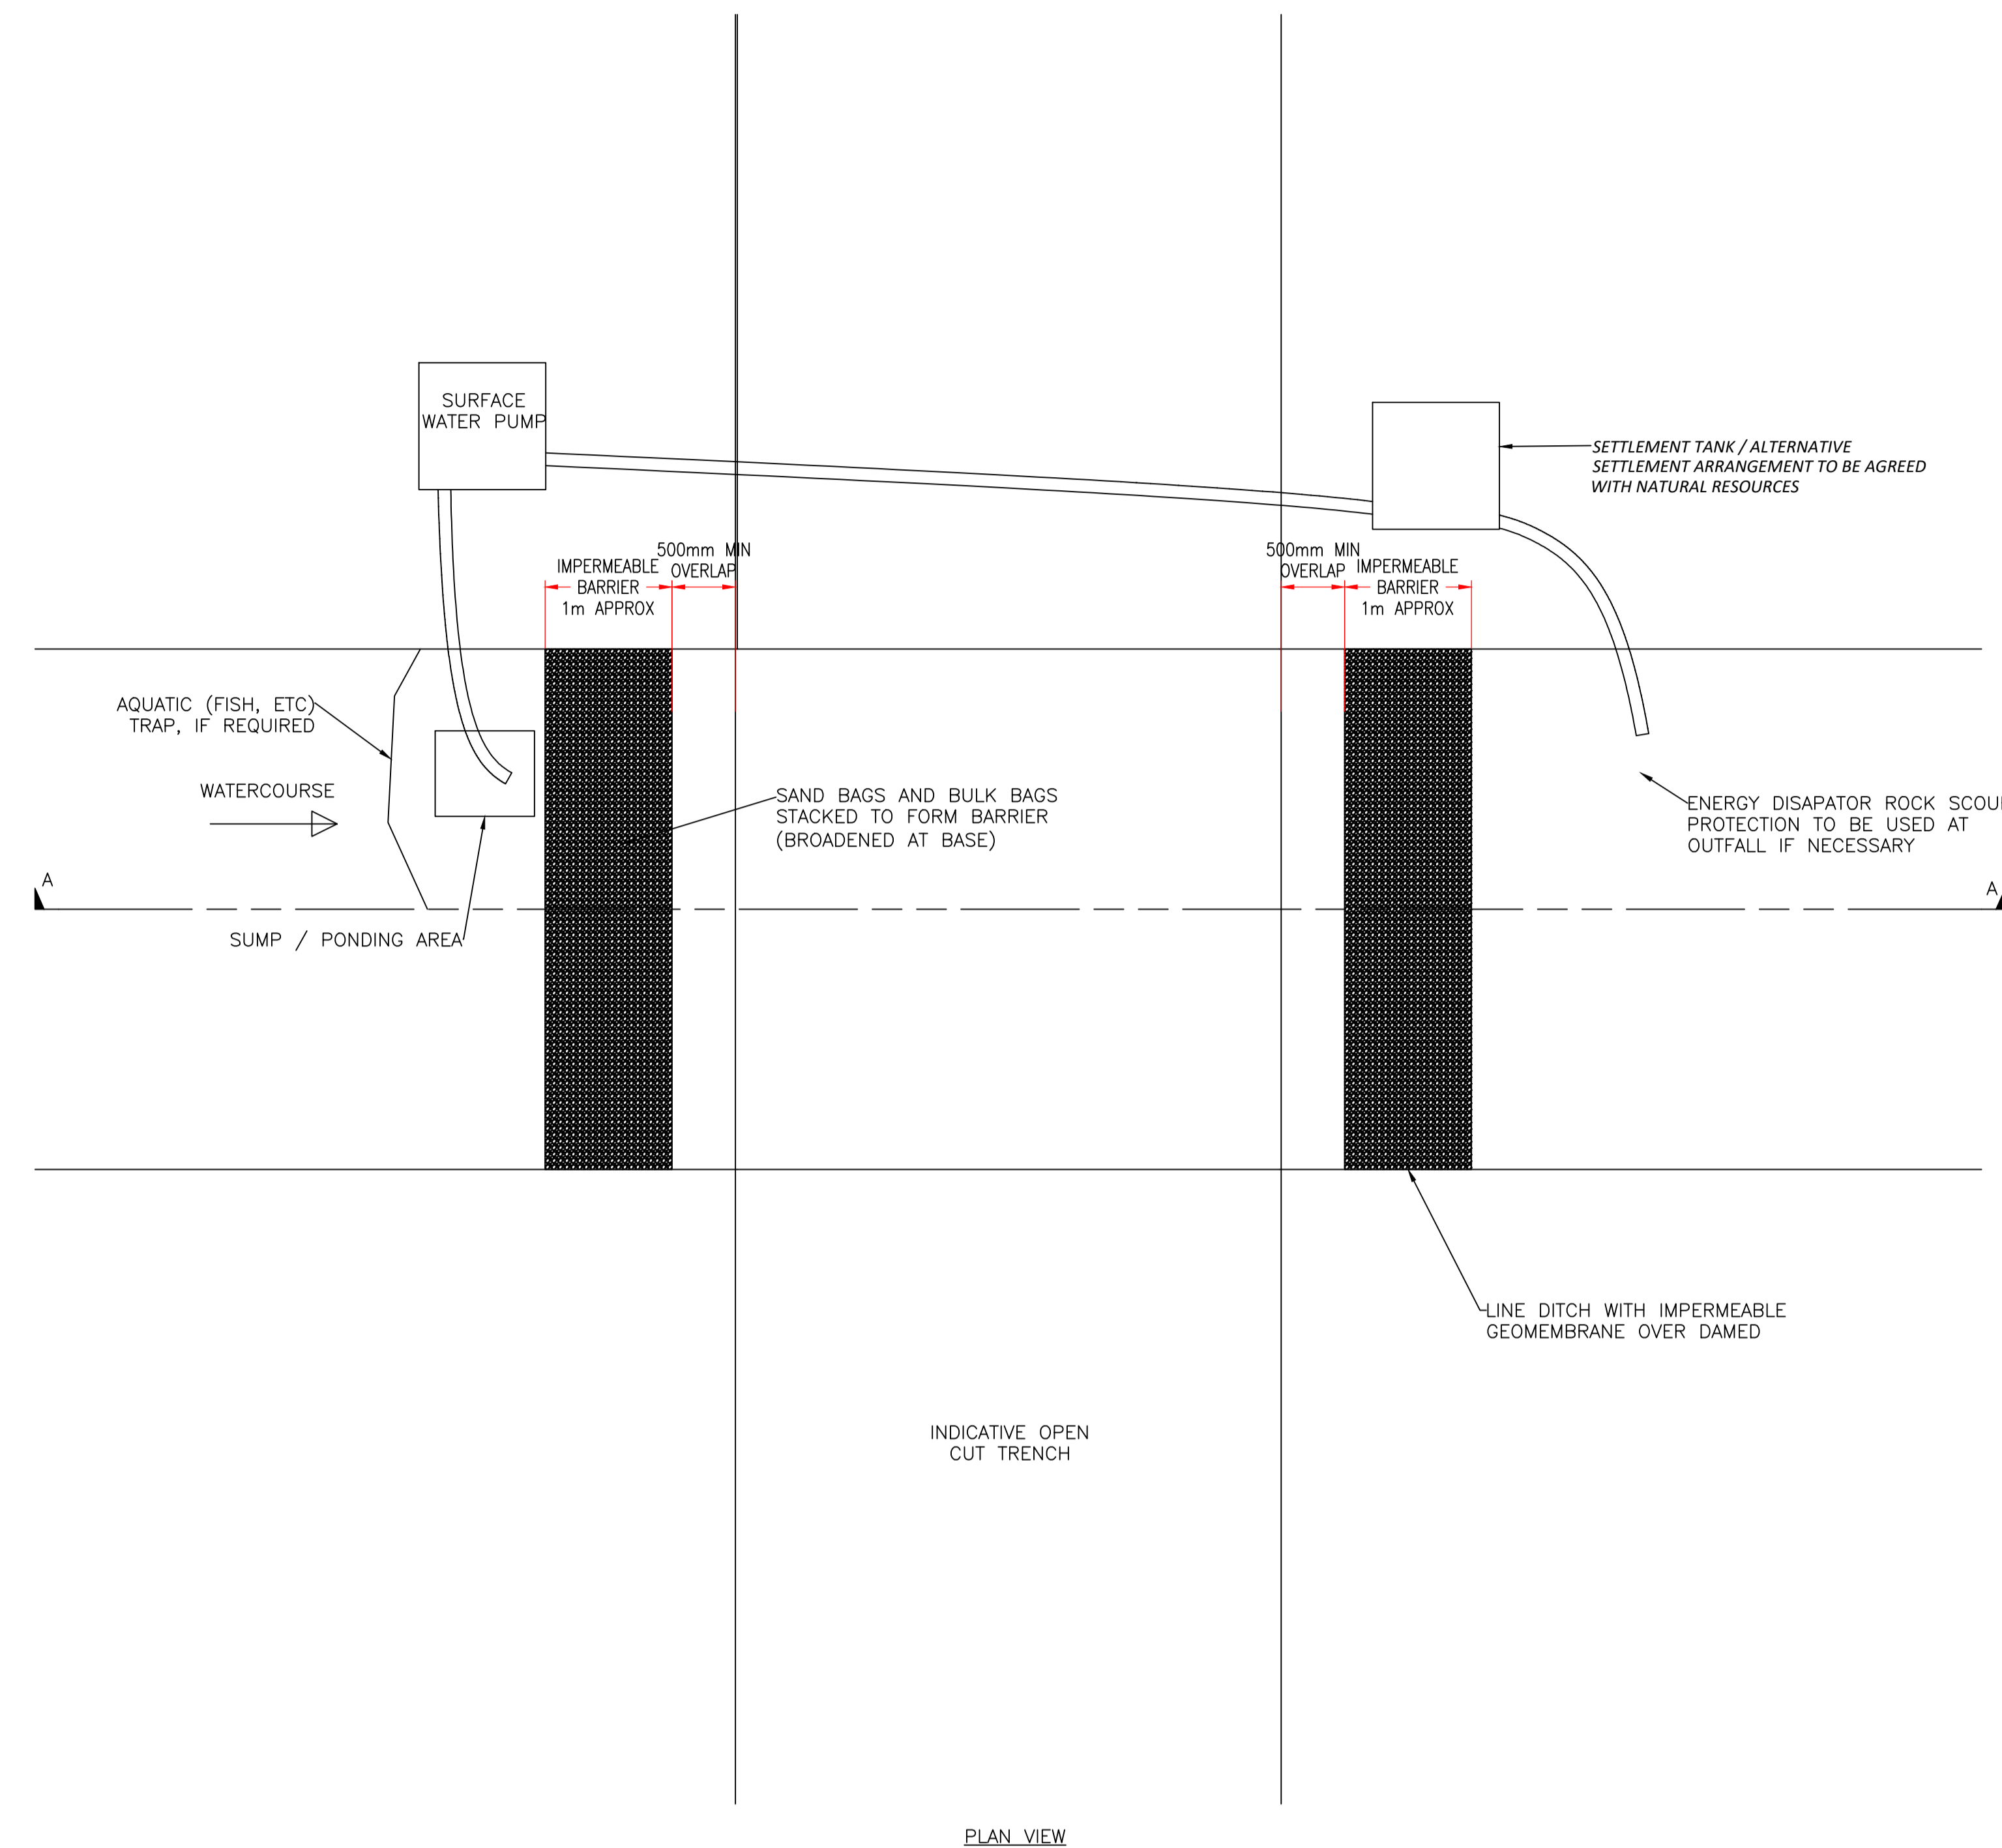 SURFACE
WATER PUMP
SETTLEMENT TANK / ALTERNATIVE
SETTLEMENT ARRANGEMENT TO BE AGREED
WITH NATURAL RESOURCES
IMPERMEABLE
BARRIER
1m APPROX
500mm MIN
OVERLAP
500mm MIN
OVERLAP
IMPERMEABLE
BARRIER
1m APPROX
AQUATIC (FISH, ETC)
TRAP, IF REQUIRED
WATERCOURSE
SAND BAGS AND BULK BAGS
STACKED TO FORM BARRIER
(BROADENED AT BASE)
ENERGY DISAPATOR ROCK
PROTECTION TO BE USED AT
OUTFALL IF NECESSARY
A
A
SUMP / PONDING AREA
LINE DITCH WITH IMPERMEABLE
GEOMEMBRANE OVER DAMED
INDICATIVE OPEN
CUT TRENCH
PLAN VIEW